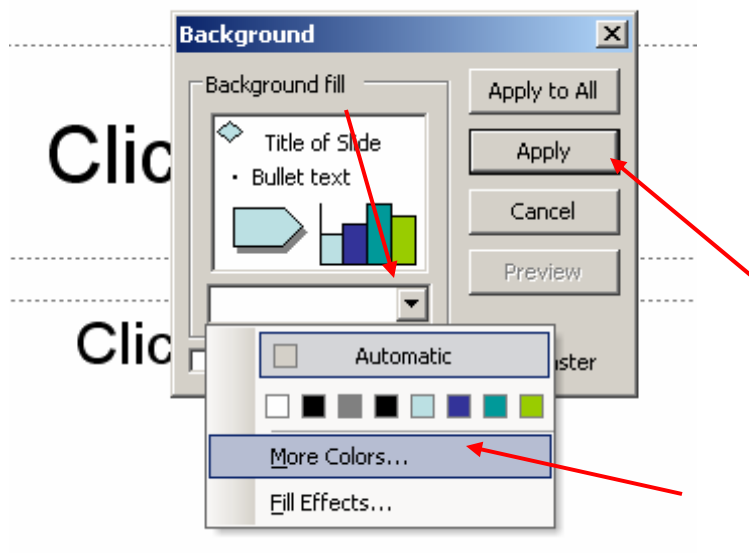 Background
Background fill
Apply to All
Clic
Title of Slide
Apply
• Bullet text
Cancel
Preview
Clic
Automatic
ster
More Colors...
Fill Effects...